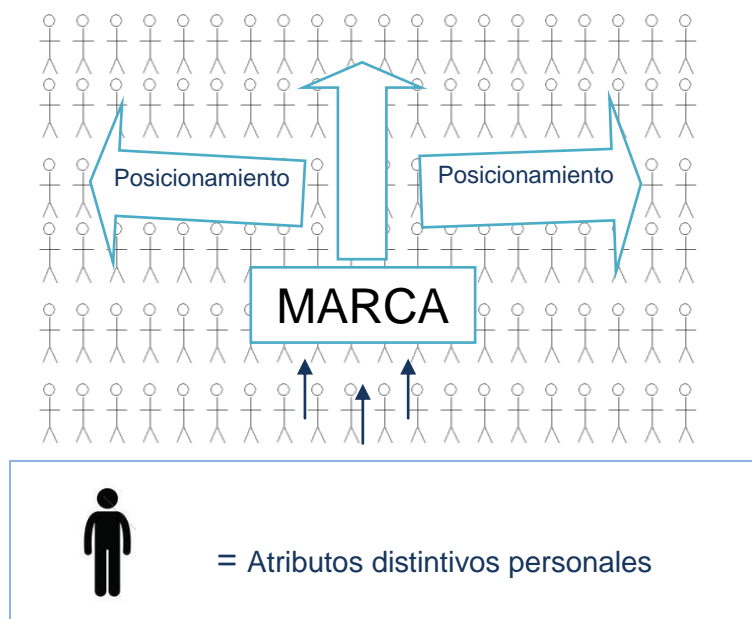 Posicionamiento
Posicionamiento
MARCA
= Atributos distintivos personales